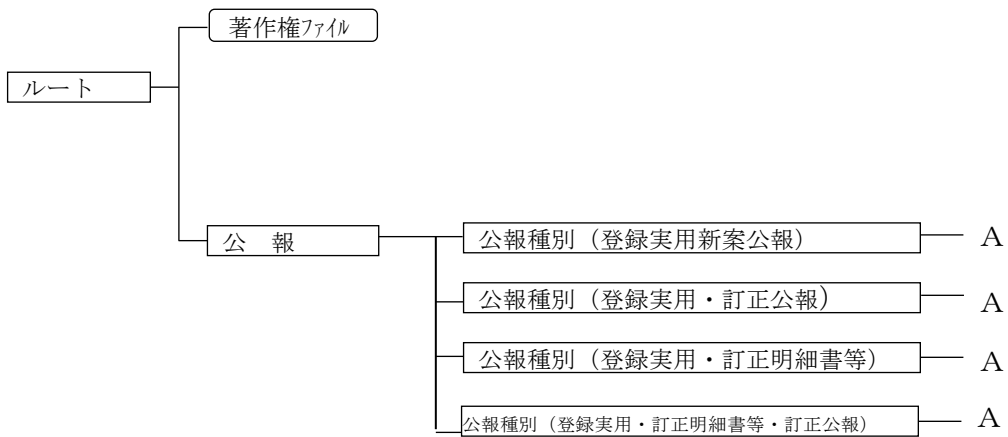 著作権ファイル
ルート
公　報
公報種別（登録実用新案公報）
A
公報種別（登録実用・訂正公報）
A
公報種別（登録実用・訂正明細書等）
A
公報種別（登録実用・訂正明細書等・訂正公報）
A